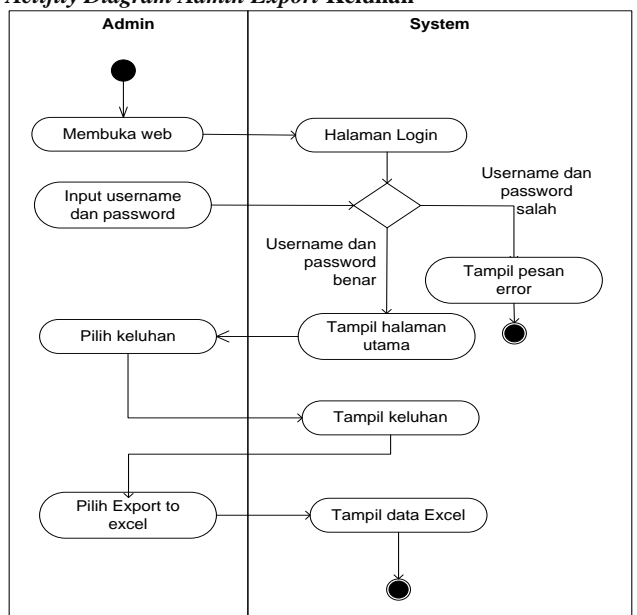 Actifity Diagram Admin Export Keluhan
Admin
System
Membuka web
Halaman Login
Input username
dan password
Username dan
password
salah
Username dan
password
benar
Tampil pesan
error
Pilih keluhan
Tampil halaman
utama
Tampil keluhan
Pilih Export to
excel
Tampil data Excel